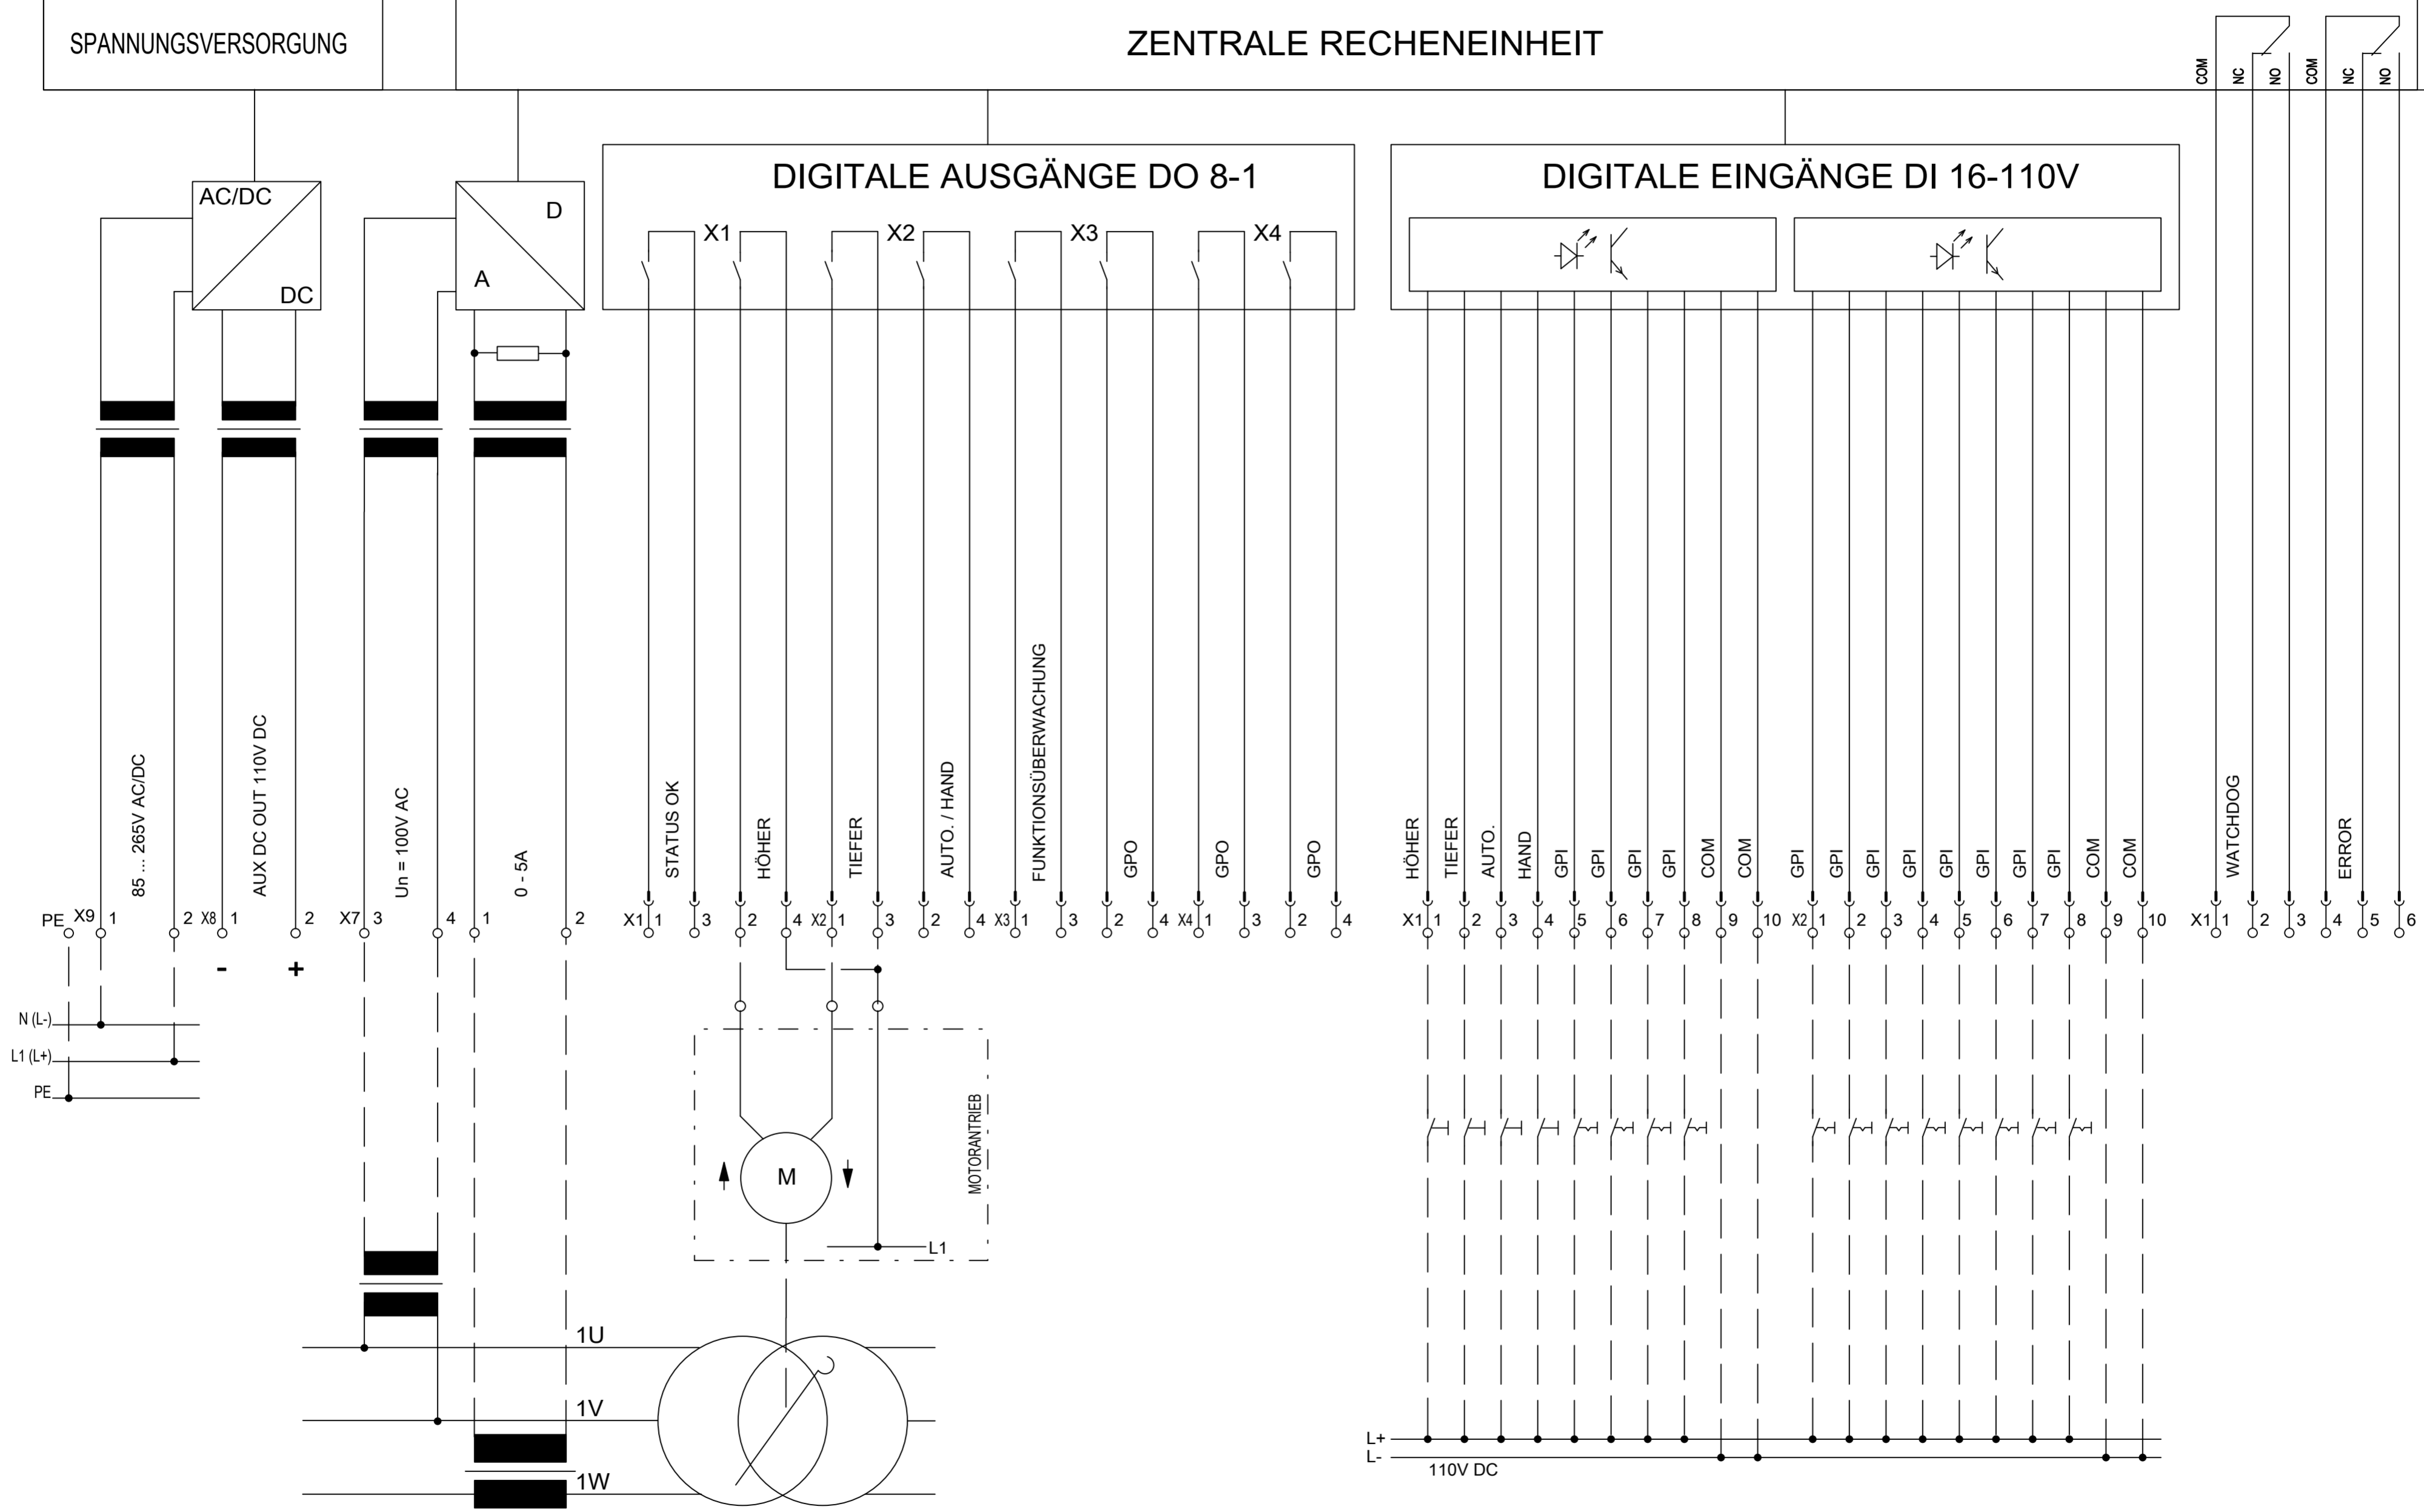 SPANNUNGSVERSORGUNG
ZENTRALE RECHENEINHEIT
COM NC NO COM NC NO
DIGITALE AUSGÄNGE DO 8-1
DIGITALE EINGÄNGE DI 16-110V
AC/DC
DC
D
A
X1 X2 X3 X4
85 ... 265V AC/DC
AUX DC OUT 110V DC
Un = 100V AC
0 - 5A
STATUS OK
HÖHER
TIEFER
AUTO. / HAND
FUNKTIONSÜBERWACHUNG
GPO
GPO
GPO
HÖHER
TIEFER
AUTO.
HAND
GPI
GPI
GPI
GPI
COM
COM
GPI
GPI
GPI
GPI
GPI
GPI
GPI
GPI
COM
COM
WATCHDOG
ERROR
PE X9 1 2 X8 1 2 X7 3 4 1 2
X1 1 3 2 4 X2 1 3 2 4 X3 1 3 2 4 X4 1 3 2 4
X1 1 2 3 4 5 6 7 8 9 10 X2 1 2 3 4 5 6 7 8 9 10
X1 1 2 3 4 5 6
- +
N (L-)
L1 (L+)
PE
MOTORANTRIEB
M
L1
1U
1V
1W
L+
L-
110V DC